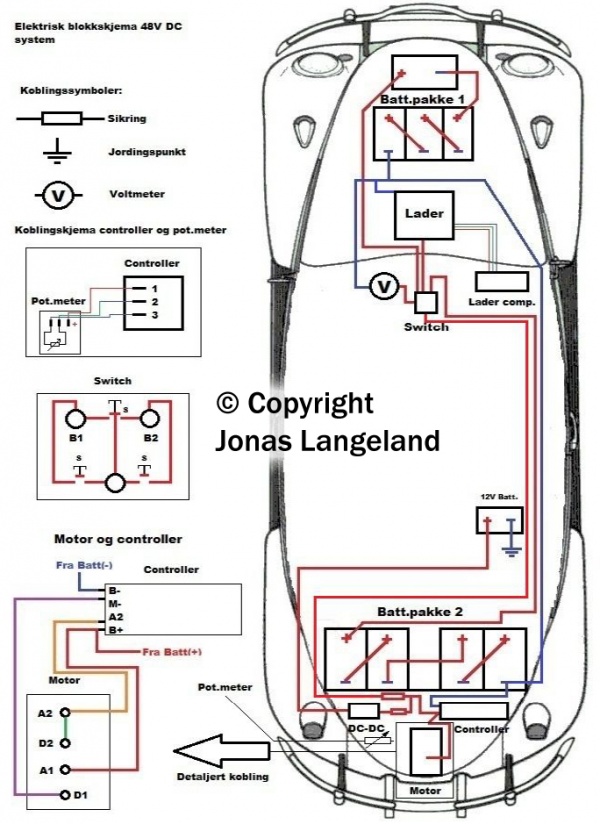 Elektrisk blokkskjema 48V DC
system
Koblingssymboler:
Sikring
Jordingspunkt
V
Voltmeter
Koblingskjema controller og pot.meter
Controller
Pot.meter
1
2
3
+
Switch
S
B1
B2
S
S
Motor og controller
Fra Batt(-)
Controller
B-
M-
A2
B+
Fra Batt(+)
Motor
A2
D2
A1
D1
Batt.pakke 1
Lader
V
Lader comp.
Switch
© Copyright
Jonas Langeland
12V Batt.
Batt.pakke 2
Pot.meter
DC-DC
Controller
Detaljert kobling
Motor